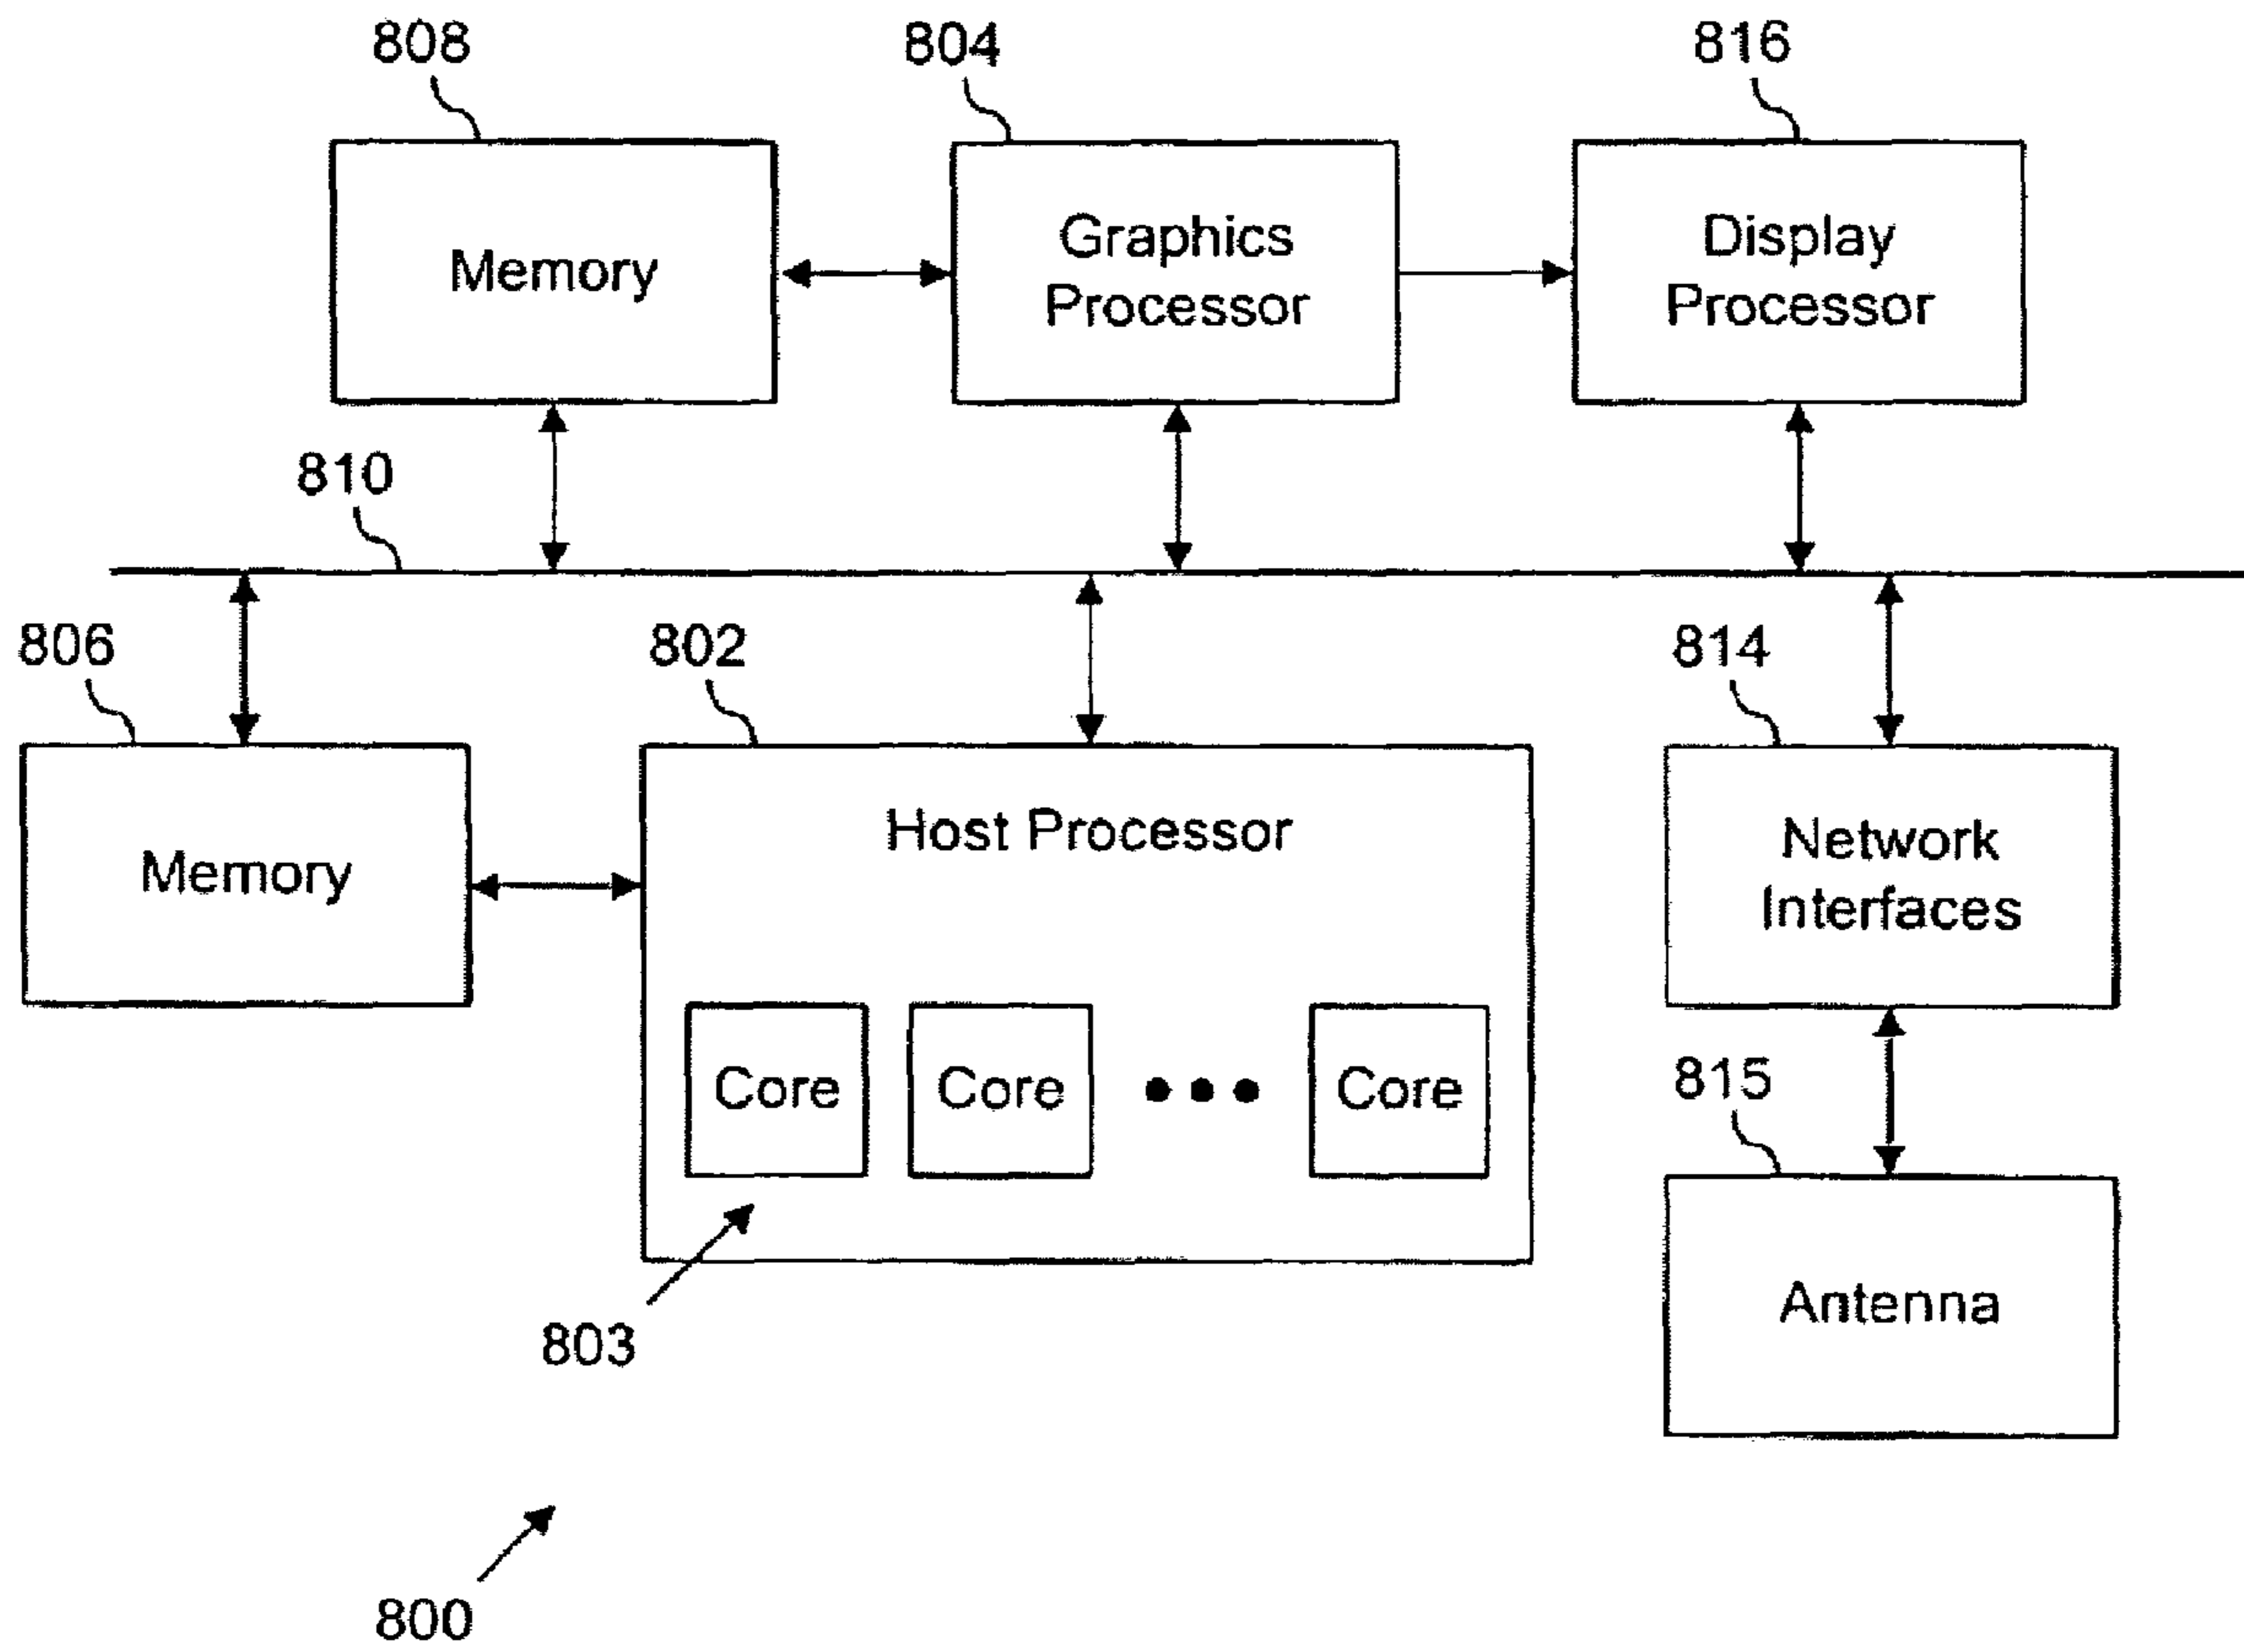 808
804
816
Memory
Graphics
Processor
Display
Processor
810
806
802
814
Memory
Host Processor
Network
Interfaces
Core
Core
Core
815
803
Antenna
800